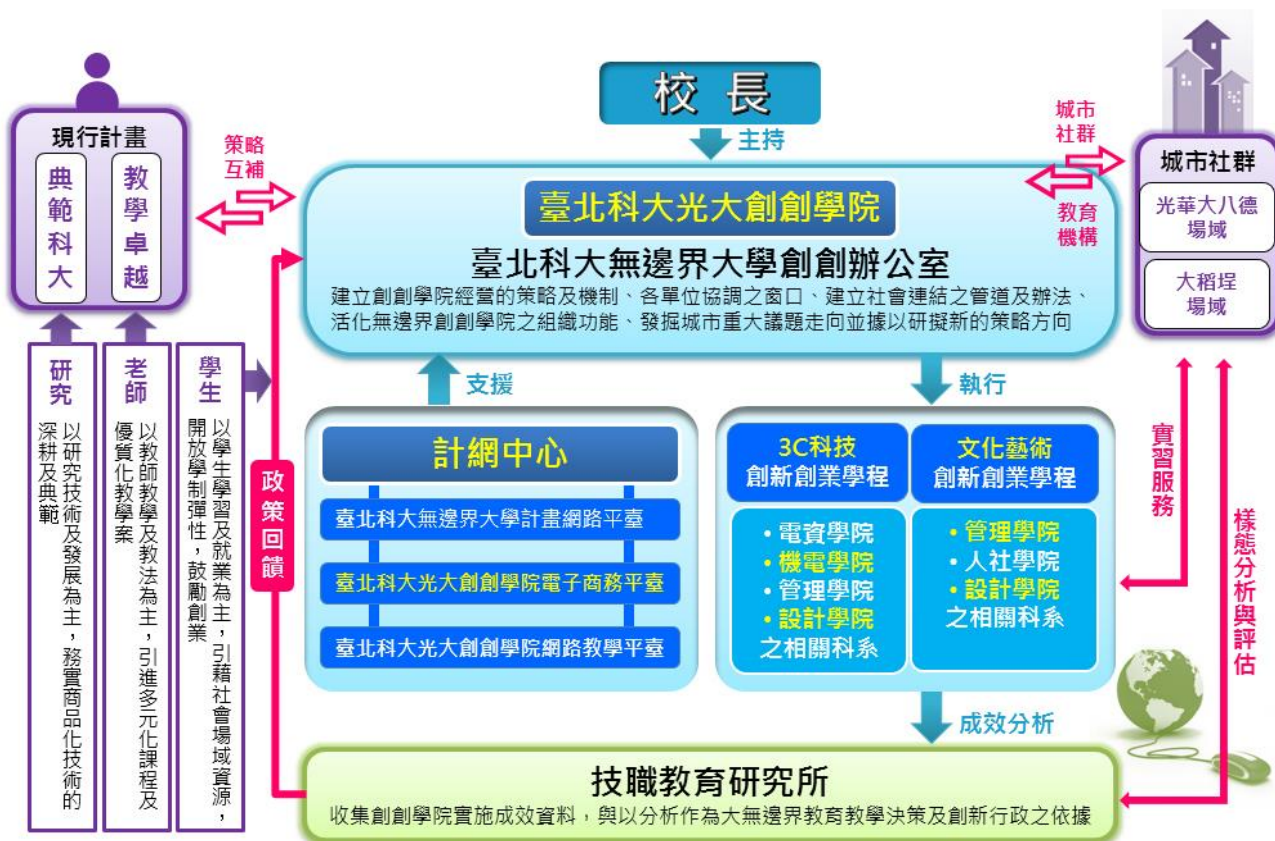 校長
主持
現行計畫
典範科大
教學卓越
策略
互補
城市
社群
教育
機構
城市社群
光華大八德
場域
大稻埕
場域
臺北科大光大創創學院
臺北科大無邊界大學創創辦公室
建立創創學院經營的策略及機制、各單位協調之窗口、建立社會連結之管道及辦法、
活化無邊界創創學院之組織功能、發掘城市重大議題走向並據以研擬新的策略方向
研究
以研究技術及發展為主，務實商品化技術的
深耕及典範
老師
以教師教學及教法為主，引進多元化課程及
優質化教學案
學生
以學生學習及就業為主，引藉社會場域資源，
開放學制彈性，鼓勵創業
政策回饋
支援
執行
計網中心
臺北科大無邊界大學計畫網路平臺
臺北科大光大創創學院電子商務平臺
臺北科大光大創創學院網路教學平臺
3C科技
創新創業學程
•電資學院
•機電學院
•管理學院
•設計學院
之相關科系
文化藝術
創新創業學程
•管理學院
•人社學院
•設計學院
之相關科系
實習服務
樣態分析與評估
成效分析
技職教育研究所
收集創創學院實施成效資料，與以分析作為大無邊界教育教學決策及創新行政之依據